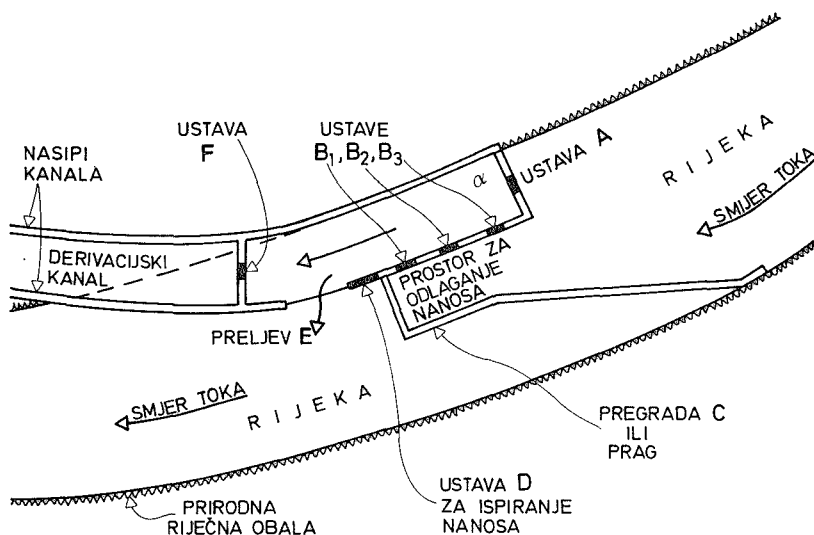 USTAVA
F
USTAVE
B1, B2, B3
USTAVA A
α
RIJEKA
SMIJER TOKA
NASIPI
KANALA
DERIVACIJSKI
KANAL
PROSTOR ZA
ODLAGANJE
NANOSA
PRELJEV E
SMJER TOKA
RIJEKA
PREGRADA C
ILI
PRAG
USTAVA D
ZA ISPIRANJE
NANOSA
PRIRODNA
RIJEČNA OBALA